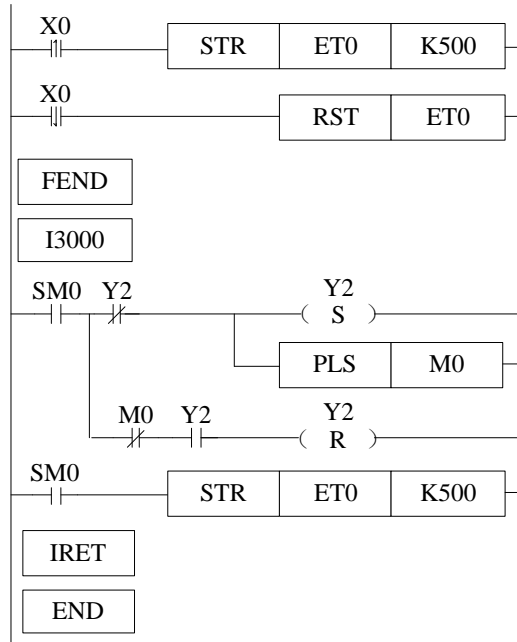 X0
STR ET0 K500
X0
RST ET0
FEND
I3000
SM0 Y2 Y2
( S )
PLS M0
M0 Y2 Y2
( R )
SM0
STR ET0 K500
IRET
END